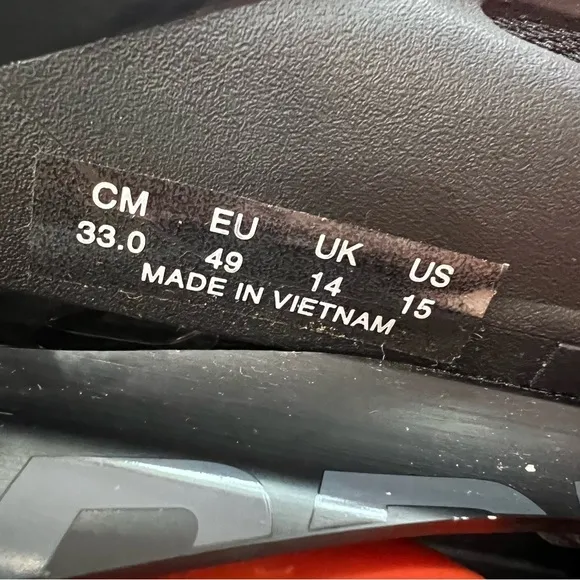 CM EU UK US
33.0 49 14 15
MADE IN VIETNAM